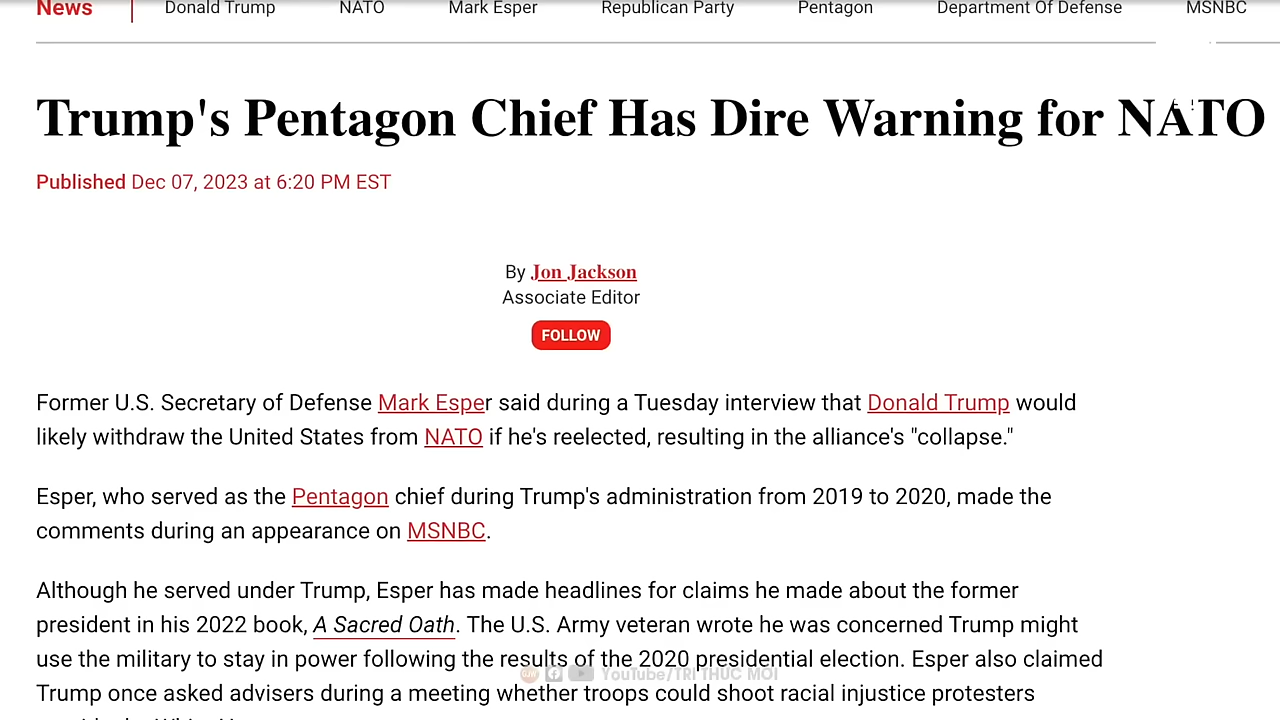 News Donald Trump NATO Mark Esper Republican Party Pentagon Department Of Defense MSNBC
Trump's Pentagon Chief Has Dire Warning for NATO
Published Dec 07, 2023 at 6:20 PM EST
By Jon Jackson
Associate Editor
FOLLOW
Former U.S. Secretary of Defense Mark Esper said during a Tuesday interview that Donald Trump would
likely withdraw the United States from NATO if he's reelected, resulting in the alliance's "collapse."
Esper, who served as the Pentagon chief during Trump's administration from 2019 to 2020, made the
comments during an appearance on MSNBC.
Although he served under Trump, Esper has made headlines for claims he made about the former
president in his 2022 book, A Sacred Oath. The U.S. Army veteran wrote he was concerned Trump might
use the military to stay in power following the results of the 2020 presidential election. Esper also claimed
YouTube/TRI THUC MOI
Trump once asked advisers during a meeting whether troops could shoot racial injustice protesters